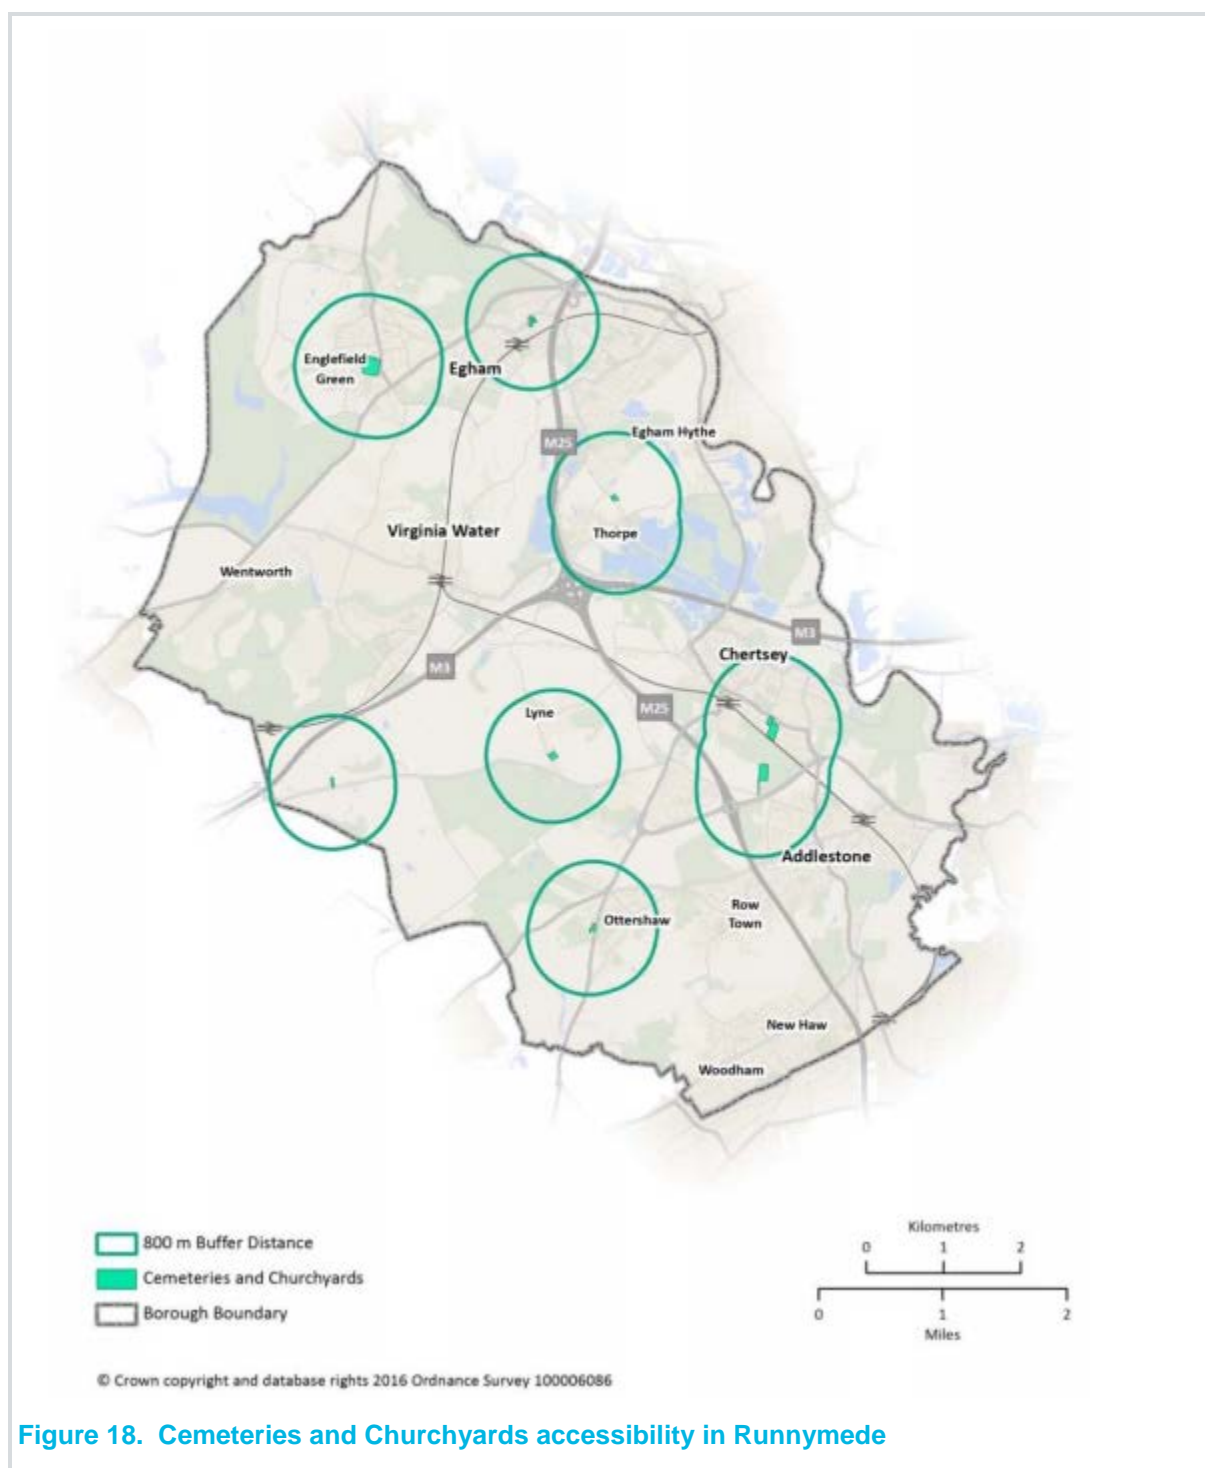 Englefield
Green
Egham
M25
Egham Hythe
Virginia Water
Thorpe
Wentworth
M3
Chertsey
M3
Lyne
M25
Addlestone
Ottershaw
Row
Town
New Haw
Woodham
800 m Buffer Distance
Cemeteries and Churchyards
Borough Boundary
Kilometres
0 1 2
0 1 2
Miles
© Crown copyright and database rights 2016 Ordnance Survey 100006086
Figure 18. Cemeteries and Churchyards accessibility in Runnymede